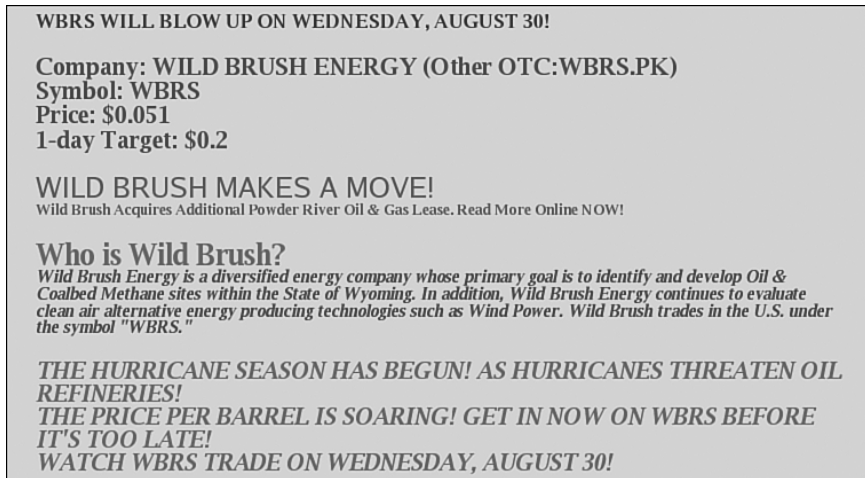 WBRS WILL BLOW UP ON WEDNESDAY, AUGUST 30!
Company: WILD BRUSH ENERGY (Other OTC:WBRS.PK)
Symbol: WBRS
Price: $0.051
1-day Target: $0.2
WILD BRUSH MAKES A MOVE!
Wild Brush Acquires Additional Powder River Oil & Gas Lease. Read More Online NOW!
Who is Wild Brush?
Wild Brush Energy is a diversified energy company whose primary goal is to identify and develop Oil &
Coalbed Methane sites within the State of Wyoming. In addition, Wild Brush Energy continues to evaluate
clean air alternative energy producing technologies such as Wind Power. Wild Brush trades in the U.S. under
the symbol "WBRS."
THE HURRICANE SEASON HAS BEGUN! AS HURRICANES THREATEN OIL
REFINERIES!
THE PRICE PER BARREL IS SOARING! GET IN NOW ON WBRS BEFORE
IT'S TOO LATE!
WATCH WBRS TRADE ON WEDNESDAY, AUGUST 30!